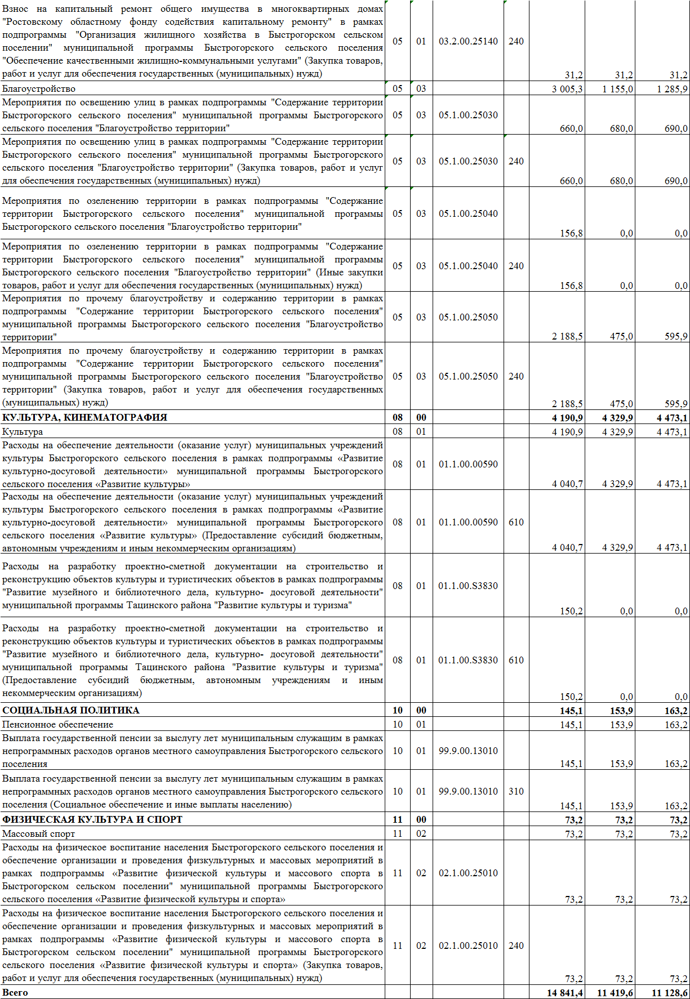 Взнос на капитальный ремонт общего имущества в многоквартирных домах
"Ростовскому областному фонду содействия капитальному ремонту" в рамках
подпрограммы "Организация жилищного хозяйства в Быстрогорском сельском
поселении" муниципальной программы Быстрогорского сельского поселения
"Обеспечение качественными жилищно-коммунальными услугами" (Закупка товаров,
работ и услуг для обеспечения государственных (муниципальных) нужд)
05 01 03.2.00.25140 240 31,2 31,2 31,2
Благоустройство 05 03 3 005,3 1 155,0 1 285,9
Мероприятия по освещению улиц в рамках подпрограммы "Содержание территории
Быстрогорского сельского поселения" муниципальной программы Быстрогорского
сельского поселения "Благоустройство территории"
05 03 05.1.00.25030 660,0 680,0 690,0
Мероприятия по освещению улиц в рамках подпрограммы "Содержание территории
Быстрогорского сельского поселения" муниципальной программы Быстрогорского
сельского поселения "Благоустройство территории" (Закупка товаров, работ и услуг
для обеспечения государственных (муниципальных) нужд)
05 03 05.1.00.25030 240 660,0 680,0 690,0
Мероприятия по озеленению территории в рамках подпрограммы "Содержание
территории Быстрогорского сельского поселения" муниципальной программы
Быстрогорского сельского поселения "Благоустройство территории"
05 03 05.1.00.25040 156,8 0,0 0,0
Мероприятия по озеленению территории в рамках подпрограммы "Содержание
территории Быстрогорского сельского поселения" муниципальной программы
Быстрогорского сельского поселения "Благоустройство территории" (Иные закупки
товаров, работ и услуг для обеспечения государственных (муниципальных) нужд)
05 03 05.1.00.25040 240 156,8 0,0 0,0
Мероприятия по прочему благоустройству и содержанию территории в рамках
подпрограммы "Содержание территории Быстрогорского сельского поселения"
муниципальной программы Быстрогорского сельского поселения "Благоустройство
территории"
05 03 05.1.00.25050 2 188,5 475,0 595,9
Мероприятия по прочему благоустройству и содержанию территории в рамках
подпрограммы "Содержание территории Быстрогорского сельского поселения"
муниципальной программы Быстрогорского сельского поселения "Благоустройство
территории" (Закупка товаров, работ и услуг для обеспечения государственных
(муниципальных) нужд)
05 03 05.1.00.25050 240 2 188,5 475,0 595,9
КУЛЬТУРА, КИНЕМАТОГРАФИЯ 08 00 4 190,9 4 329,9 4 473,1
Культура 08 01 4 190,9 4 329,9 4 473,1
Расходы на обеспечение деятельности (оказание услуг) муниципальных учреждений
культуры Быстрогорского сельского поселения в рамках подпрограммы «Развитие
культурно-досуговой деятельности» муниципальной программы Быстрогорского
сельского поселения «Развитие культуры»
08 01 01.1.00.00590 4 040,7 4 329,9 4 473,1
Расходы на обеспечение деятельности (оказание услуг) муниципальных учреждений
культуры Быстрогорского сельского поселения в рамках подпрограммы «Развитие
культурно-досуговой деятельности» муниципальной программы Быстрогорского
сельского поселения «Развитие культуры» (Предоставление субсидий бюджетным,
автономным учреждениям и иным некоммерческим организациям)
08 01 01.1.00.00590 610 4 040,7 4 329,9 4 473,1
Расходы на разработку проектно-сметной документации на строительство и
реконструкцию объектов культуры и туристических объектов в рамках подпрограммы
"Развитие музейного и библиотечного дела, культурно- досуговой деятельности"
муниципальной программы Тацинского района "Развитие культуры и туризма"
08 01 01.1.00.S3830 150,2 0,0 0,0
Расходы на разработку проектно-сметной документации на строительство и
реконструкцию объектов культуры и туристических объектов в рамках подпрограммы
"Развитие музейного и библиотечного дела, культурно- досуговой деятельности"
муниципальной программы Тацинского района "Развитие культуры и туризма"
(Предоставление субсидий бюджетным, автономным учреждениям и иным
некоммерческим организациям)
08 01 01.1.00.S3830 610 150,2 0,0 0,0
СОЦИАЛЬНАЯ ПОЛИТИКА 10 00 145,1 153,9 163,2
Пенсионное обеспечение 10 01 145,1 153,9 163,2
Выплата государственной пенсии за выслугу лет муниципальным служащим в рамках
непрограммных расходов органов местного самоуправления Быстрогорского сельского
поселения
10 01 99.9.00.13010 145,1 153,9 163,2
Выплата государственной пенсии за выслугу лет муниципальным служащим в рамках
непрограммных расходов органов местного самоуправления Быстрогорского сельского
поселения (Социальное обеспечение и иные выплаты населению)
10 01 99.9.00.13010 310 145,1 153,9 163,2
ФИЗИЧЕСКАЯ КУЛЬТУРА И СПОРТ 11 00 73,2 73,2 73,2
Массовый спорт 11 02 73,2 73,2 73,2
Расходы на физическое воспитание населения Быстрогорского сельского поселения и
обеспечение организации и проведения физкультурных и массовых мероприятий в
рамках подпрограммы «Развитие физической культуры и массового спорта в
Быстрогорском сельском поселении" муниципальной программы Быстрогорского
сельского поселения «Развитие физической культуры и спорта»
11 02 02.1.00.25010 73,2 73,2 73,2
Расходы на физическое воспитание населения Быстрогорского сельского поселения и
обеспечение организации и проведения физкультурных и массовых мероприятий в
рамках подпрограммы «Развитие физической культуры и массового спорта в
Быстрогорском сельском поселении" муниципальной программы Быстрогорского
сельского поселения «Развитие физической культуры и спорта» (Закупка товаров,
работ и услуг для обеспечения государственных (муниципальных) нужд)
11 02 02.1.00.25010 240 73,2 73,2 73,2
Всего 14 841,4 11 419,6 11 128,6